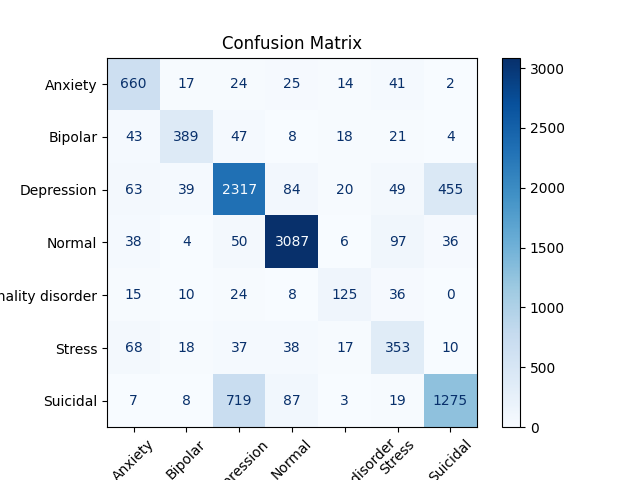 Confusion Matrix
Anxiety 660 17 24 25 14 41 2
Bipolar 43 389 47 8 18 21 4
Depression 63 39 2317 84 20 49 455
Normal 38 4 50 3087 6 97 36
nality disorder 15 10 24 8 125 36 0
Stress 68 18 37 38 17 353 10
Suicidal 7 8 719 87 3 19 1275
Anxiety Bipolar ression Normal disorder Stress Suicidal
3000
2500
2000
1500
1000
500
0